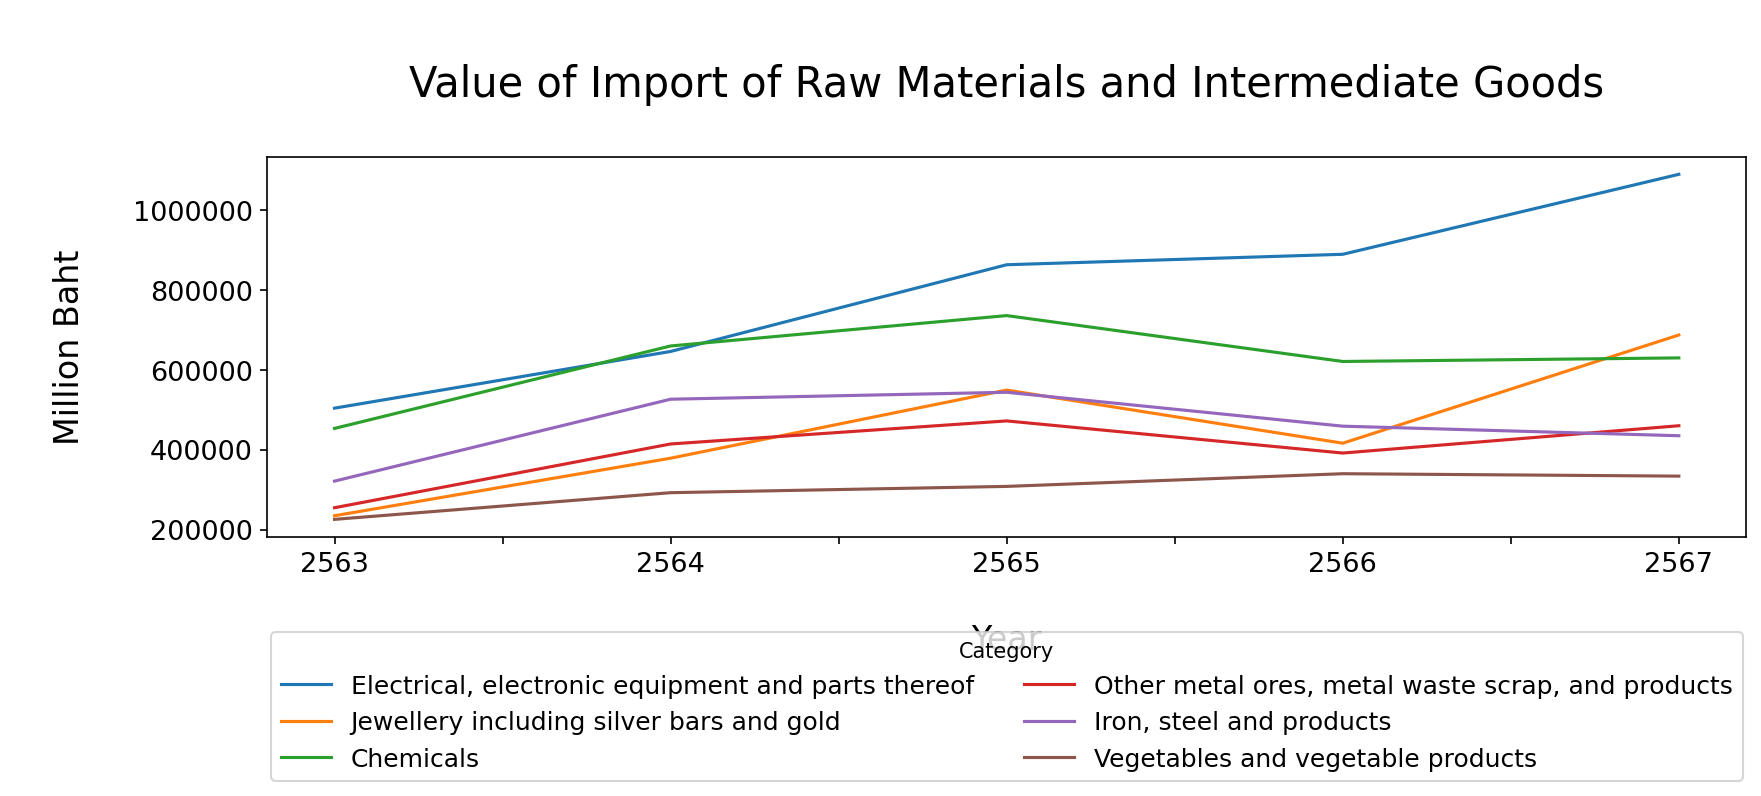 Value of Import of Raw Materials and Intermediate Goods
Million Baht
1000000
800000
600000
400000
200000
2563 2564 2565 2566 2567
Year
Category
Electrical, electronic equipment and parts thereof
Jewellery including silver bars and gold
Chemicals
Other metal ores, metal waste scrap, and products
Iron, steel and products
Vegetables and vegetable products